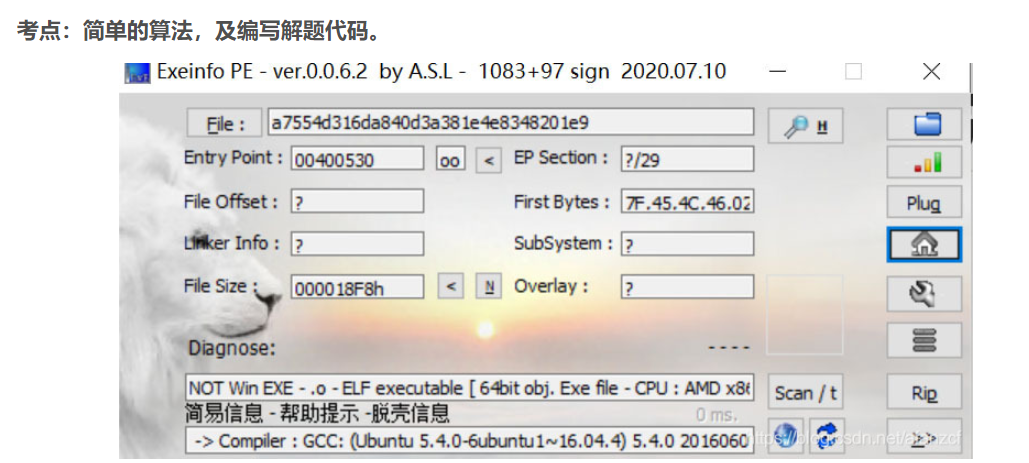 考点：简单的算法，及编写解题代码。
Exeinfo PE - ver.0.0.6.2 by A.S.L - 1083+97 sign 2020.07.10
File : a7554d316da840d3a381e4e8348201e9 H
Entry Point : 00400530 oo < EP Section : ?/29
File Offset : ? First Bytes : 7F.45.4C.46.02 Plug
Linker Info : ? SubSystem : ?
File Size : 000018F8h < N Overlay : ?
Diagnose: - - - -
NOT Win EXE - .o - ELF executable [ 64bit obj. Exe file - CPU : AMD x86 Scan / t Rip
简易信息 - 帮助提示 -脱壳信息 0 ms.
-> Compiler : GCC: (Ubuntu 5.4.0-6ubuntu1~16.04.4) 5.4.0 2016060 >>